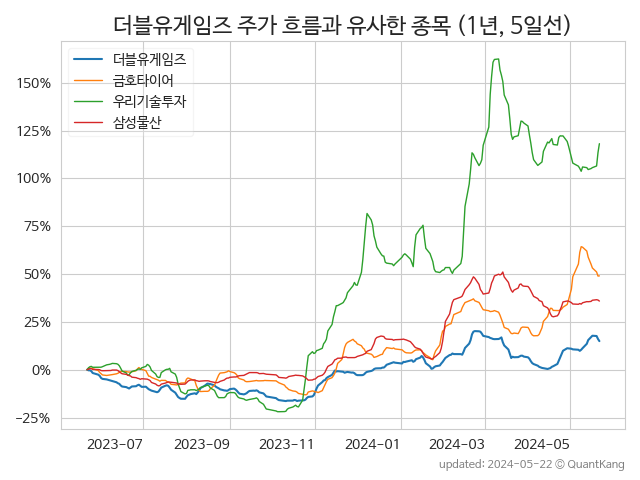 더블유게임즈 주가 흐름과 유사한 종목 (1년, 5일선)
더블유게임즈
금호타이어
우리기술투자
삼성물산
150%
125%
100%
75%
50%
25%
0%
−25%
2023-07
2023-09
2023-11
2024-01
2024-03
2024-05
updated: 2024-05-22 © QuantKang